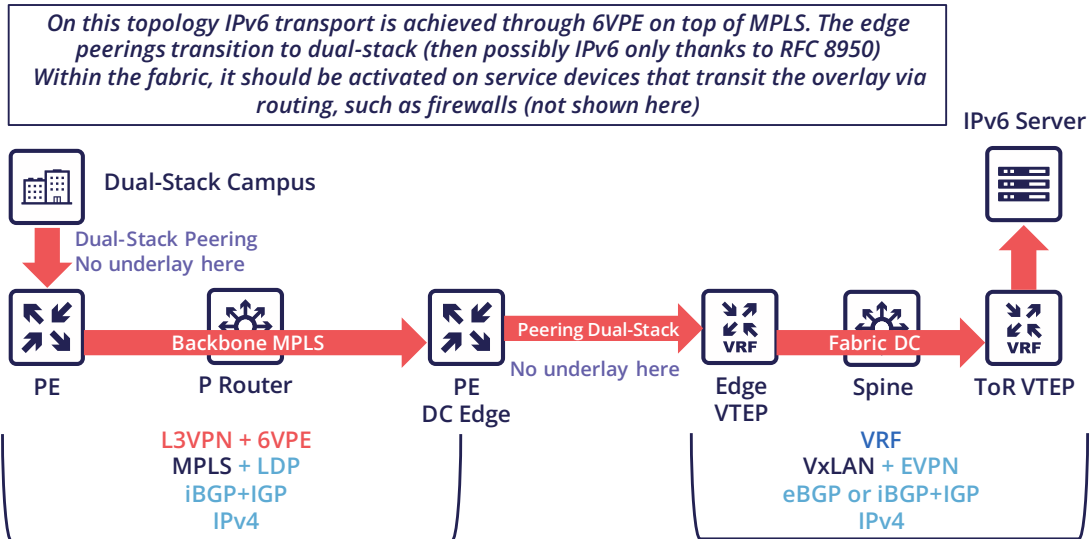 On this topology IPv6 transport is achieved through 6VPE on top of MPLS. The edge
peerings transition to dual-stack (then possibly IPv6 only thanks to RFC 8950)
Within the fabric, it should be activated on service devices that transit the overlay via
routing, such as firewalls (not shown here)
IPv6 Server
Dual-Stack Campus
Dual-Stack Peering
No underlay here
Backbone MPLS
Peering Dual-Stack
No underlay here
VRF
Fabric DC
VRF
PE
P Router
PE
DC Edge
Edge
VTEP
Spine
ToR VTEP
L3VPN + 6VPE
MPLS + LDP
iBGP+IGP
IPv4
VRF
VxLAN + EVPN
eBGP or iBGP+IGP
IPv4